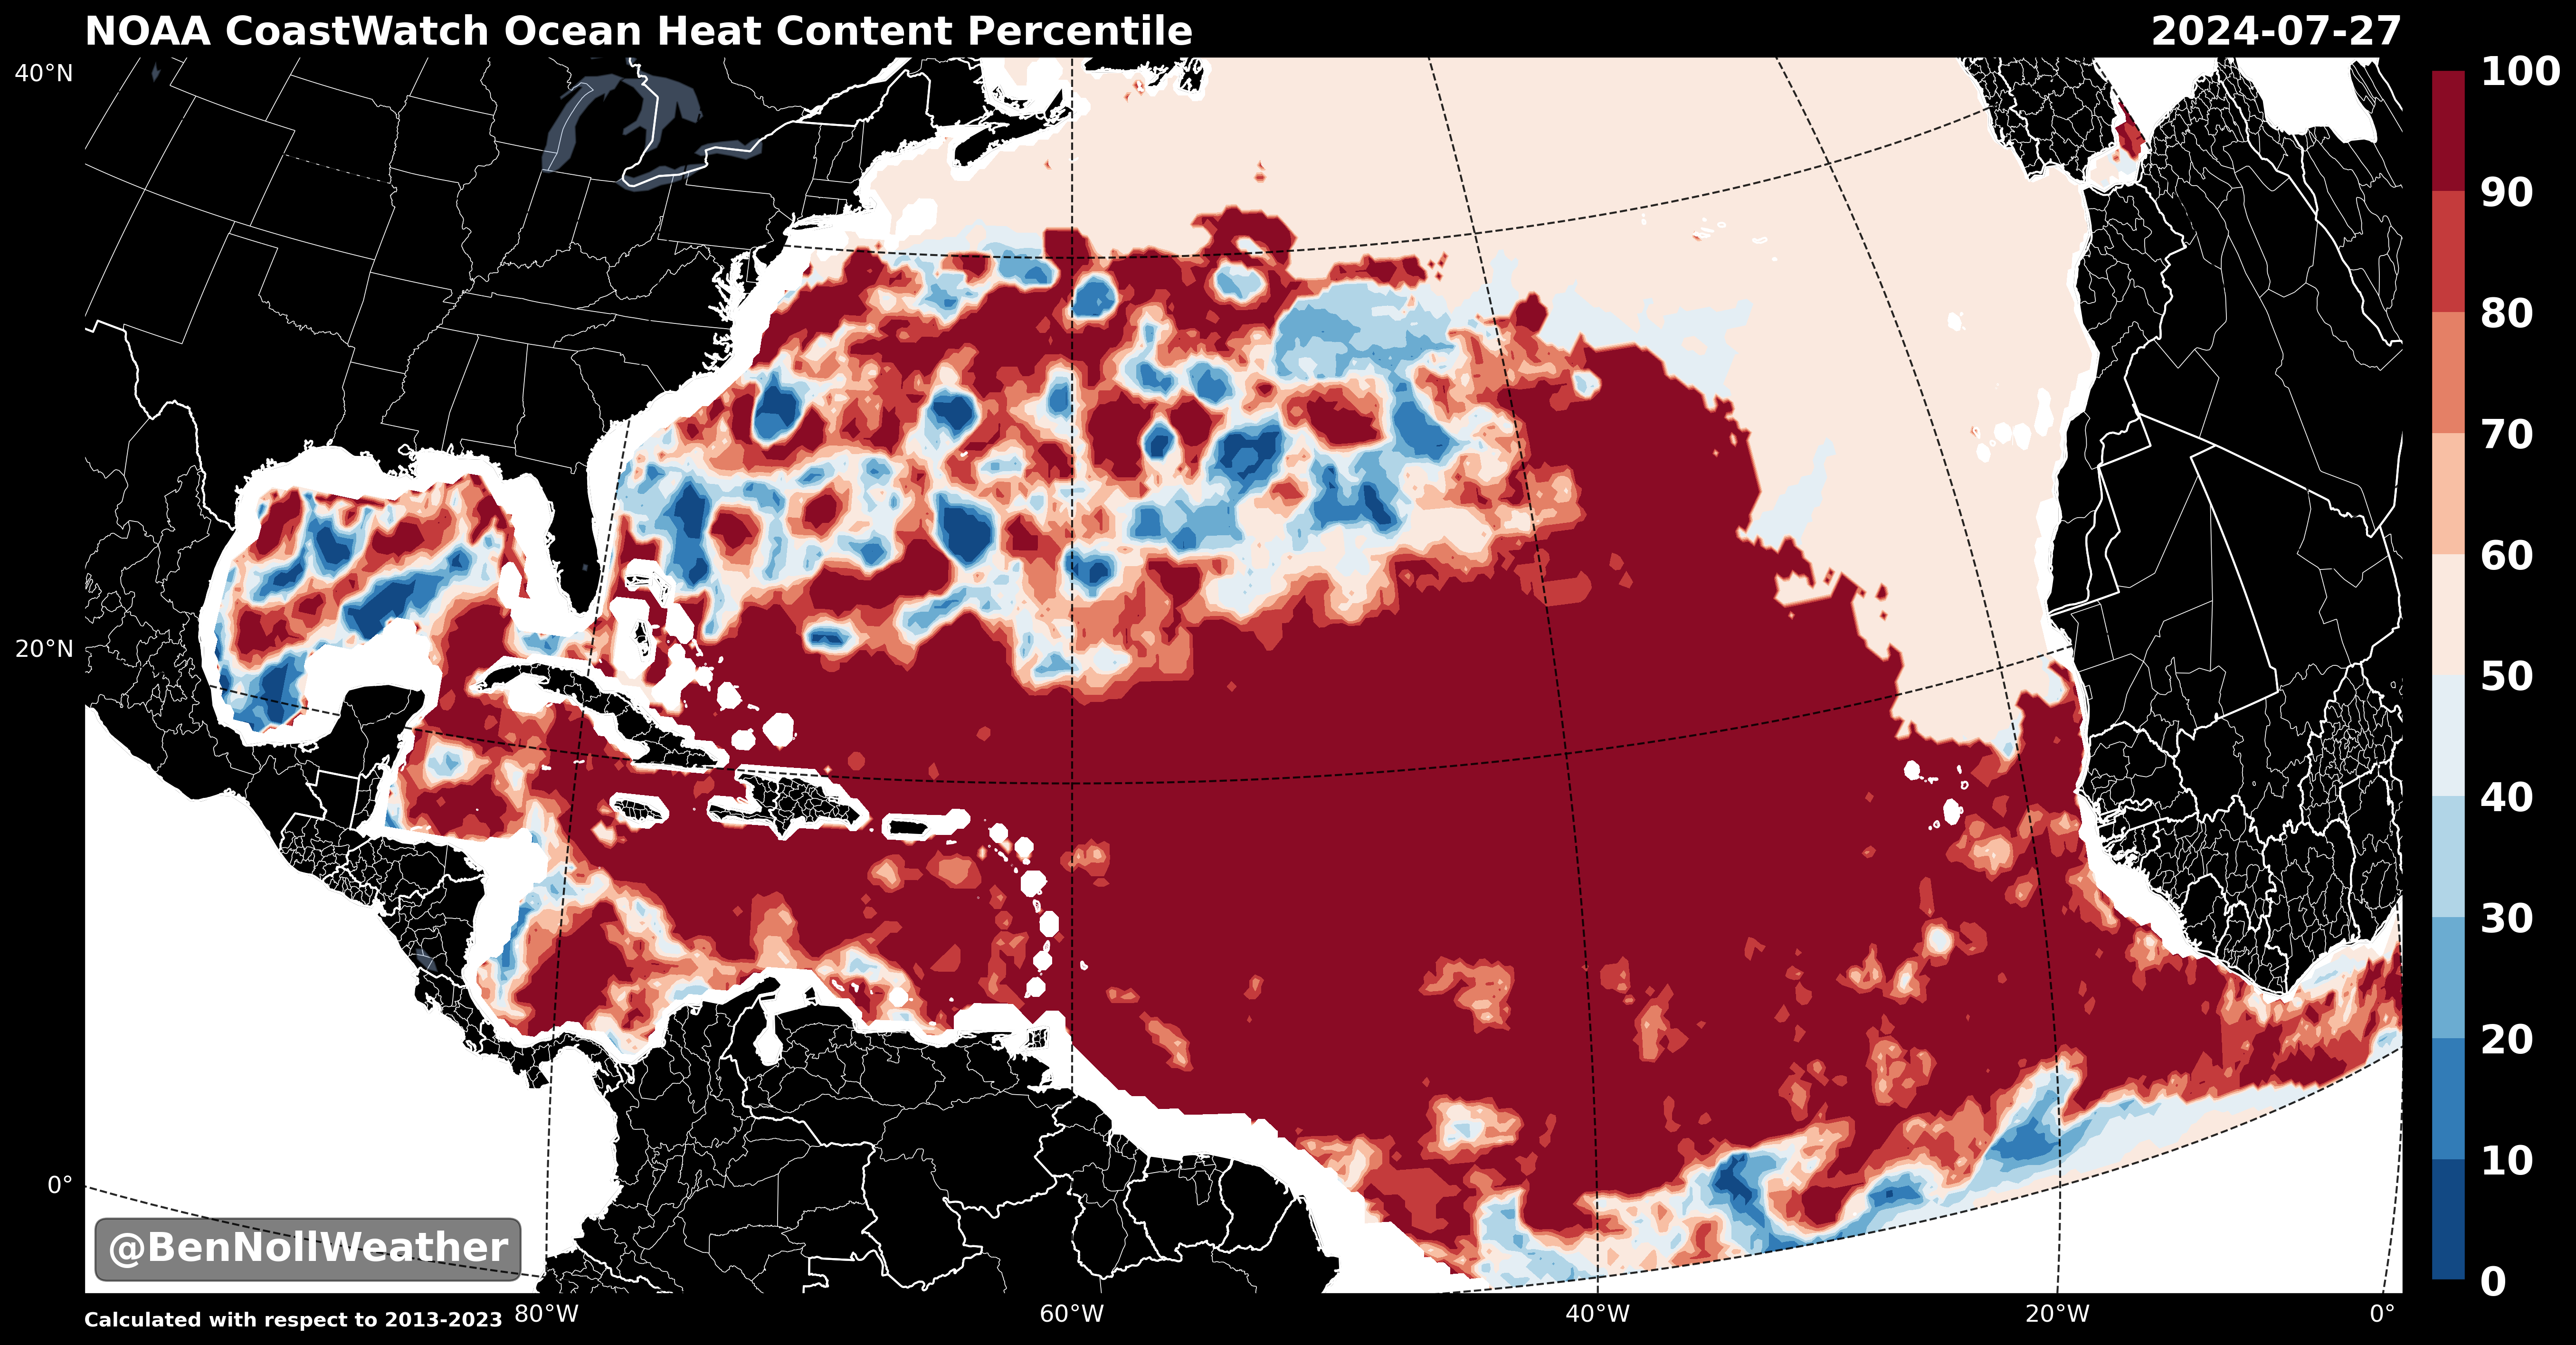 NOAA CoastWatch Ocean Heat Content Percentile 2024-07-27
40°N
20°N
0°
100
90
80
70
60
50
40
30
20
10
0
@BenNollWeather
Calculated with respect to 2013-2023
80°W 60°W 40°W 20°W 0°